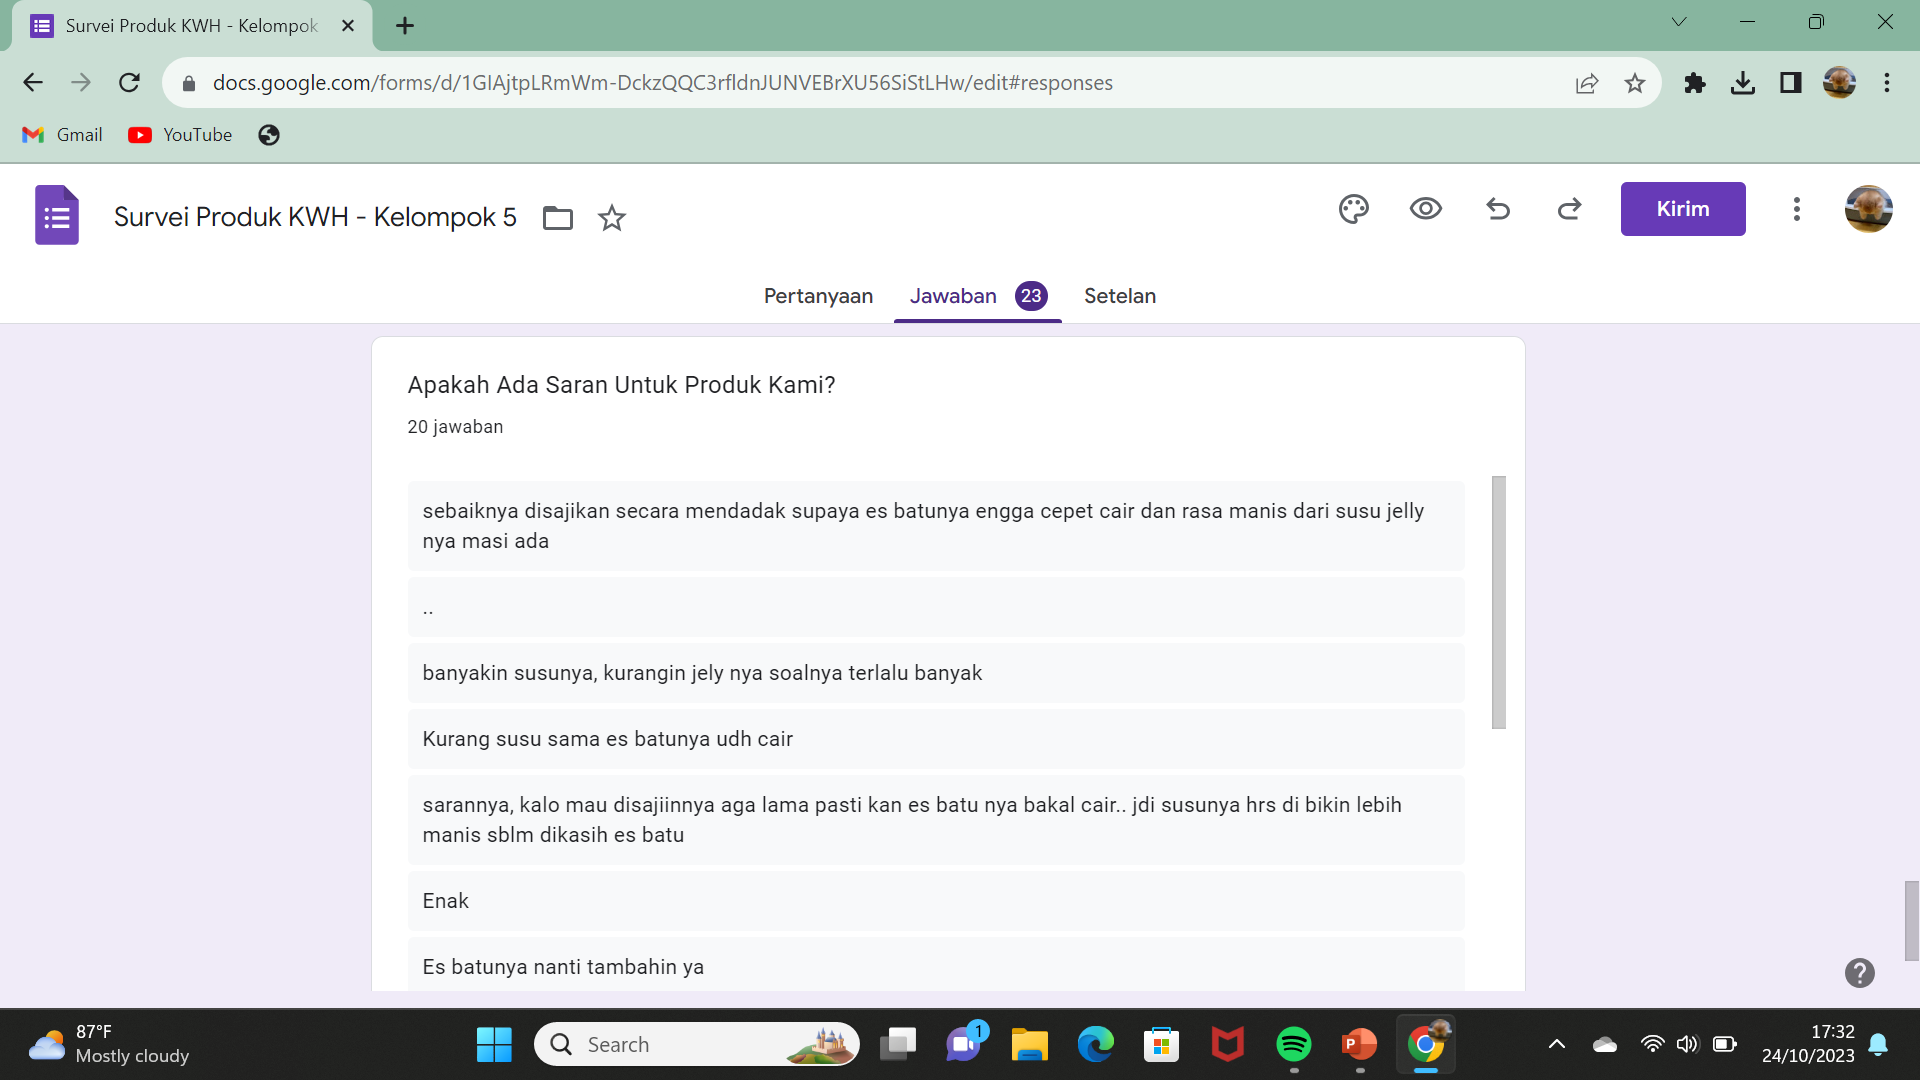 Survei Produk KWH - Kelompok
docs.google.com/forms/d/1GIAjtpLRmWm-DckzQQC3rfldnJUNVEBrXU56SiStLHw/edit#responses
Gmail YouTube
Survei Produk KWH - Kelompok 5
Kirim
Pertanyaan Jawaban 23 Setelan
Apakah Ada Saran Untuk Produk Kami?
20 jawaban
sebaiknya disajikan secara mendadak supaya es batunya engga cepet cair dan rasa manis dari susu jelly
nya masi ada
..
banyakin susunya, kurangin jely nya soalnya terlalu banyak
Kurang susu sama es batunya udh cair
sarannya, kalo mau disajiinnya aga lama pasti kan es batu nya bakal cair.. jdi susunya hrs di bikin lebih
manis sblm dikasih es batu
Enak
Es batunya nanti tambahin ya
87°F
Mostly cloudy
Search
1
P
17:32
24/10/2023